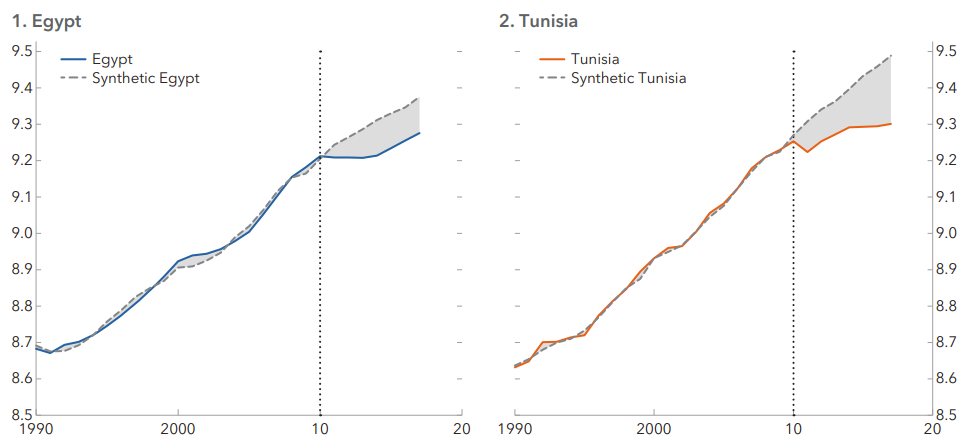 1. Egypt
9.5
9.4
9.3
9.2
9.1
9.0
8.9
8.8
8.7
8.6
8.5
Egypt
Synthetic Egypt
1990 2000 10 20
2. Tunisia
Tunisia
Synthetic Tunisia
9.5
9.4
9.3
9.2
9.1
9.0
8.9
8.8
8.7
8.6
8.5
1990 2000 10 20